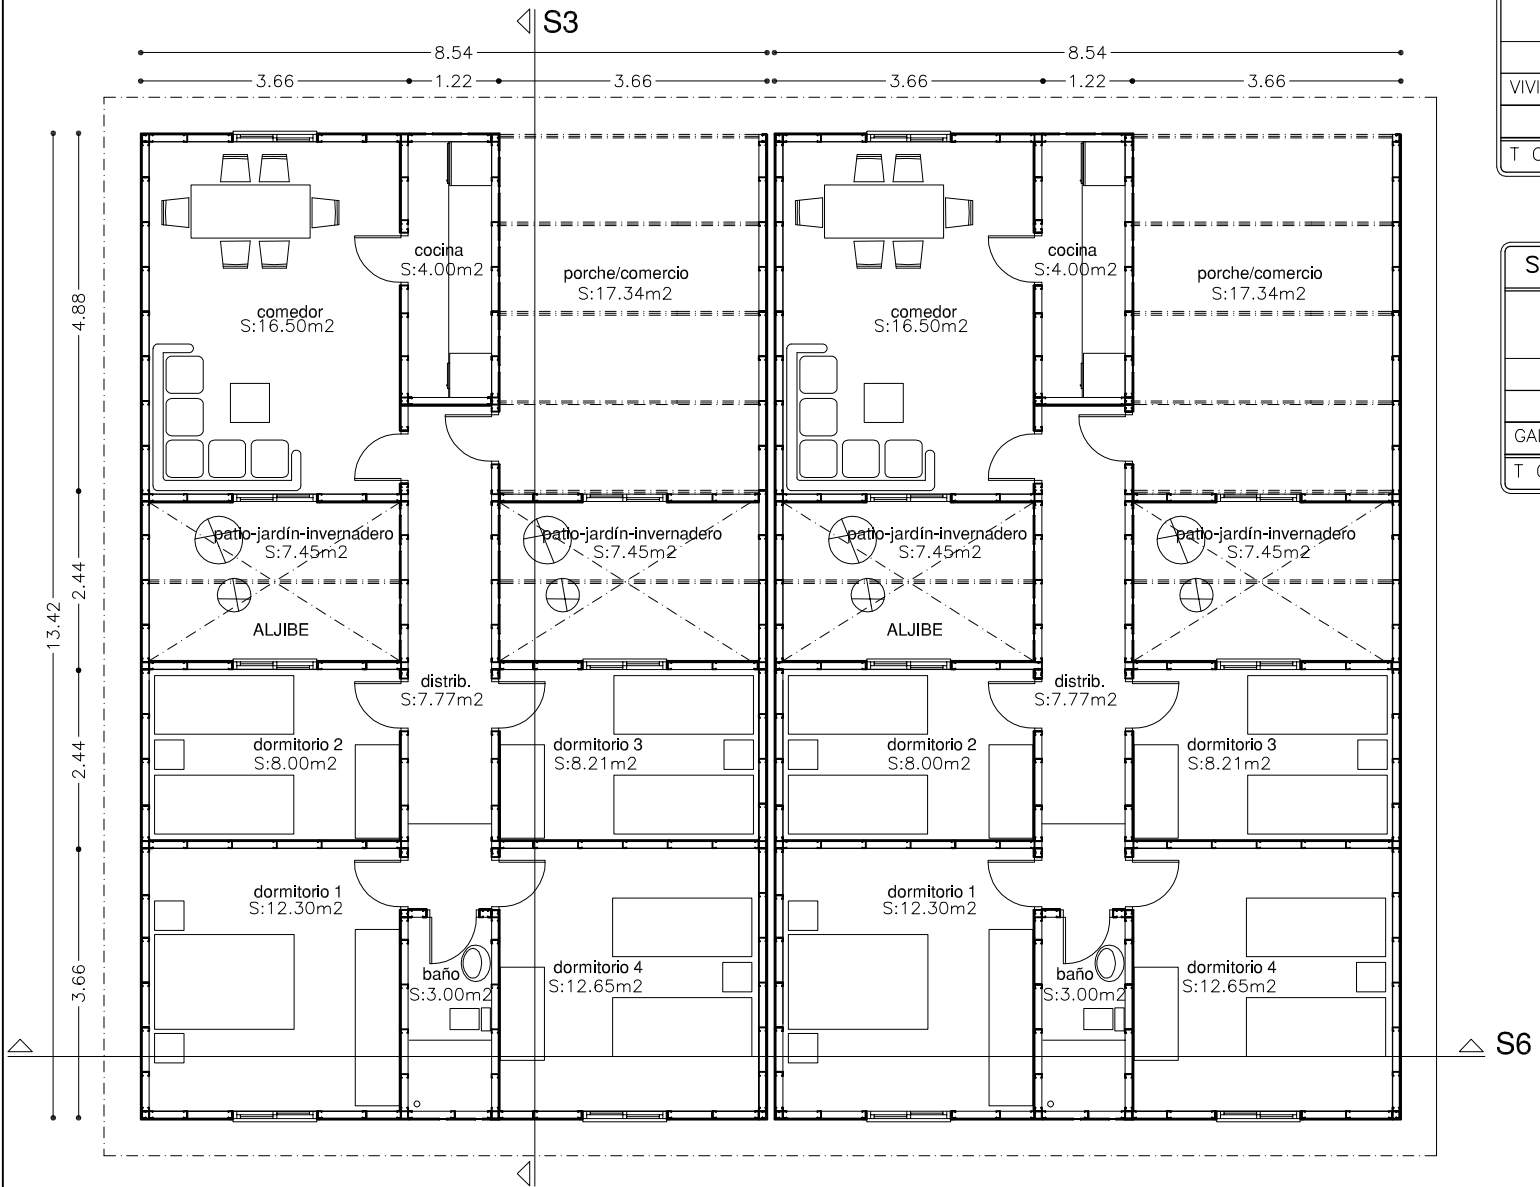 S3
8.54 8.54
3.66 1.22 3.66 3.66 1.22 3.66
VIVI
T O
cocina
S:4.00m2
porche/comercio
S:17.34m2
cocina
S:4.00m2
porche/comercio
S:17.34m2
S
4.88
comedor
S:16.50m2
comedor
S:16.50m2
GAL
T O
patio-jardín-invernadero
S:7.45m2
patio-jardín-invernadero
S:7.45m2
patio-jardín-invernadero
S:7.45m2
patio-jardín-invernadero
S:7.45m2
2.44
13.42
ALJIBE
ALJIBE
distrib.
S:7.77m2
distrib.
S:7.77m2
2.44
dormitorio 2
S:8.00m2
dormitorio 3
S:8.21m2
dormitorio 2
S:8.00m2
dormitorio 3
S:8.21m2
dormitorio 1
S:12.30m2
dormitorio 1
S:12.30m2
3.66
baño
S:3.00m2
dormitorio 4
S:12.65m2
baño
S:3.00m2
dormitorio 4
S:12.65m2
S6